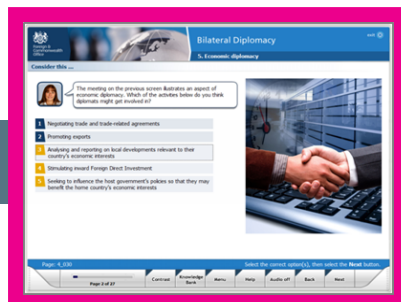 Foreign &
Commonwealth
Office
Bilateral Diplomacy
exit
5. Economic diplomacy
Consider this ...
The meeting on the previous screen illustrates an aspect of
economic diplomacy. Which of the activities below do you think
diplomats might get involved in?
1 Negotiating trade and trade-related agreements
2 Promoting exports
3 Analysing and reporting on local developments relevant to their
country's economic interests
4 Stimulating inward Foreign Direct Investment
5 Seeking to influence the host government's policies so that they may
benefit the home country's economic interests
Page: 4_030
Select the correct option(s), then select the Next button.
Page 2 of 27
Contrast
Knowledge
Bank
Menu
Help
Audio off
Back
Next